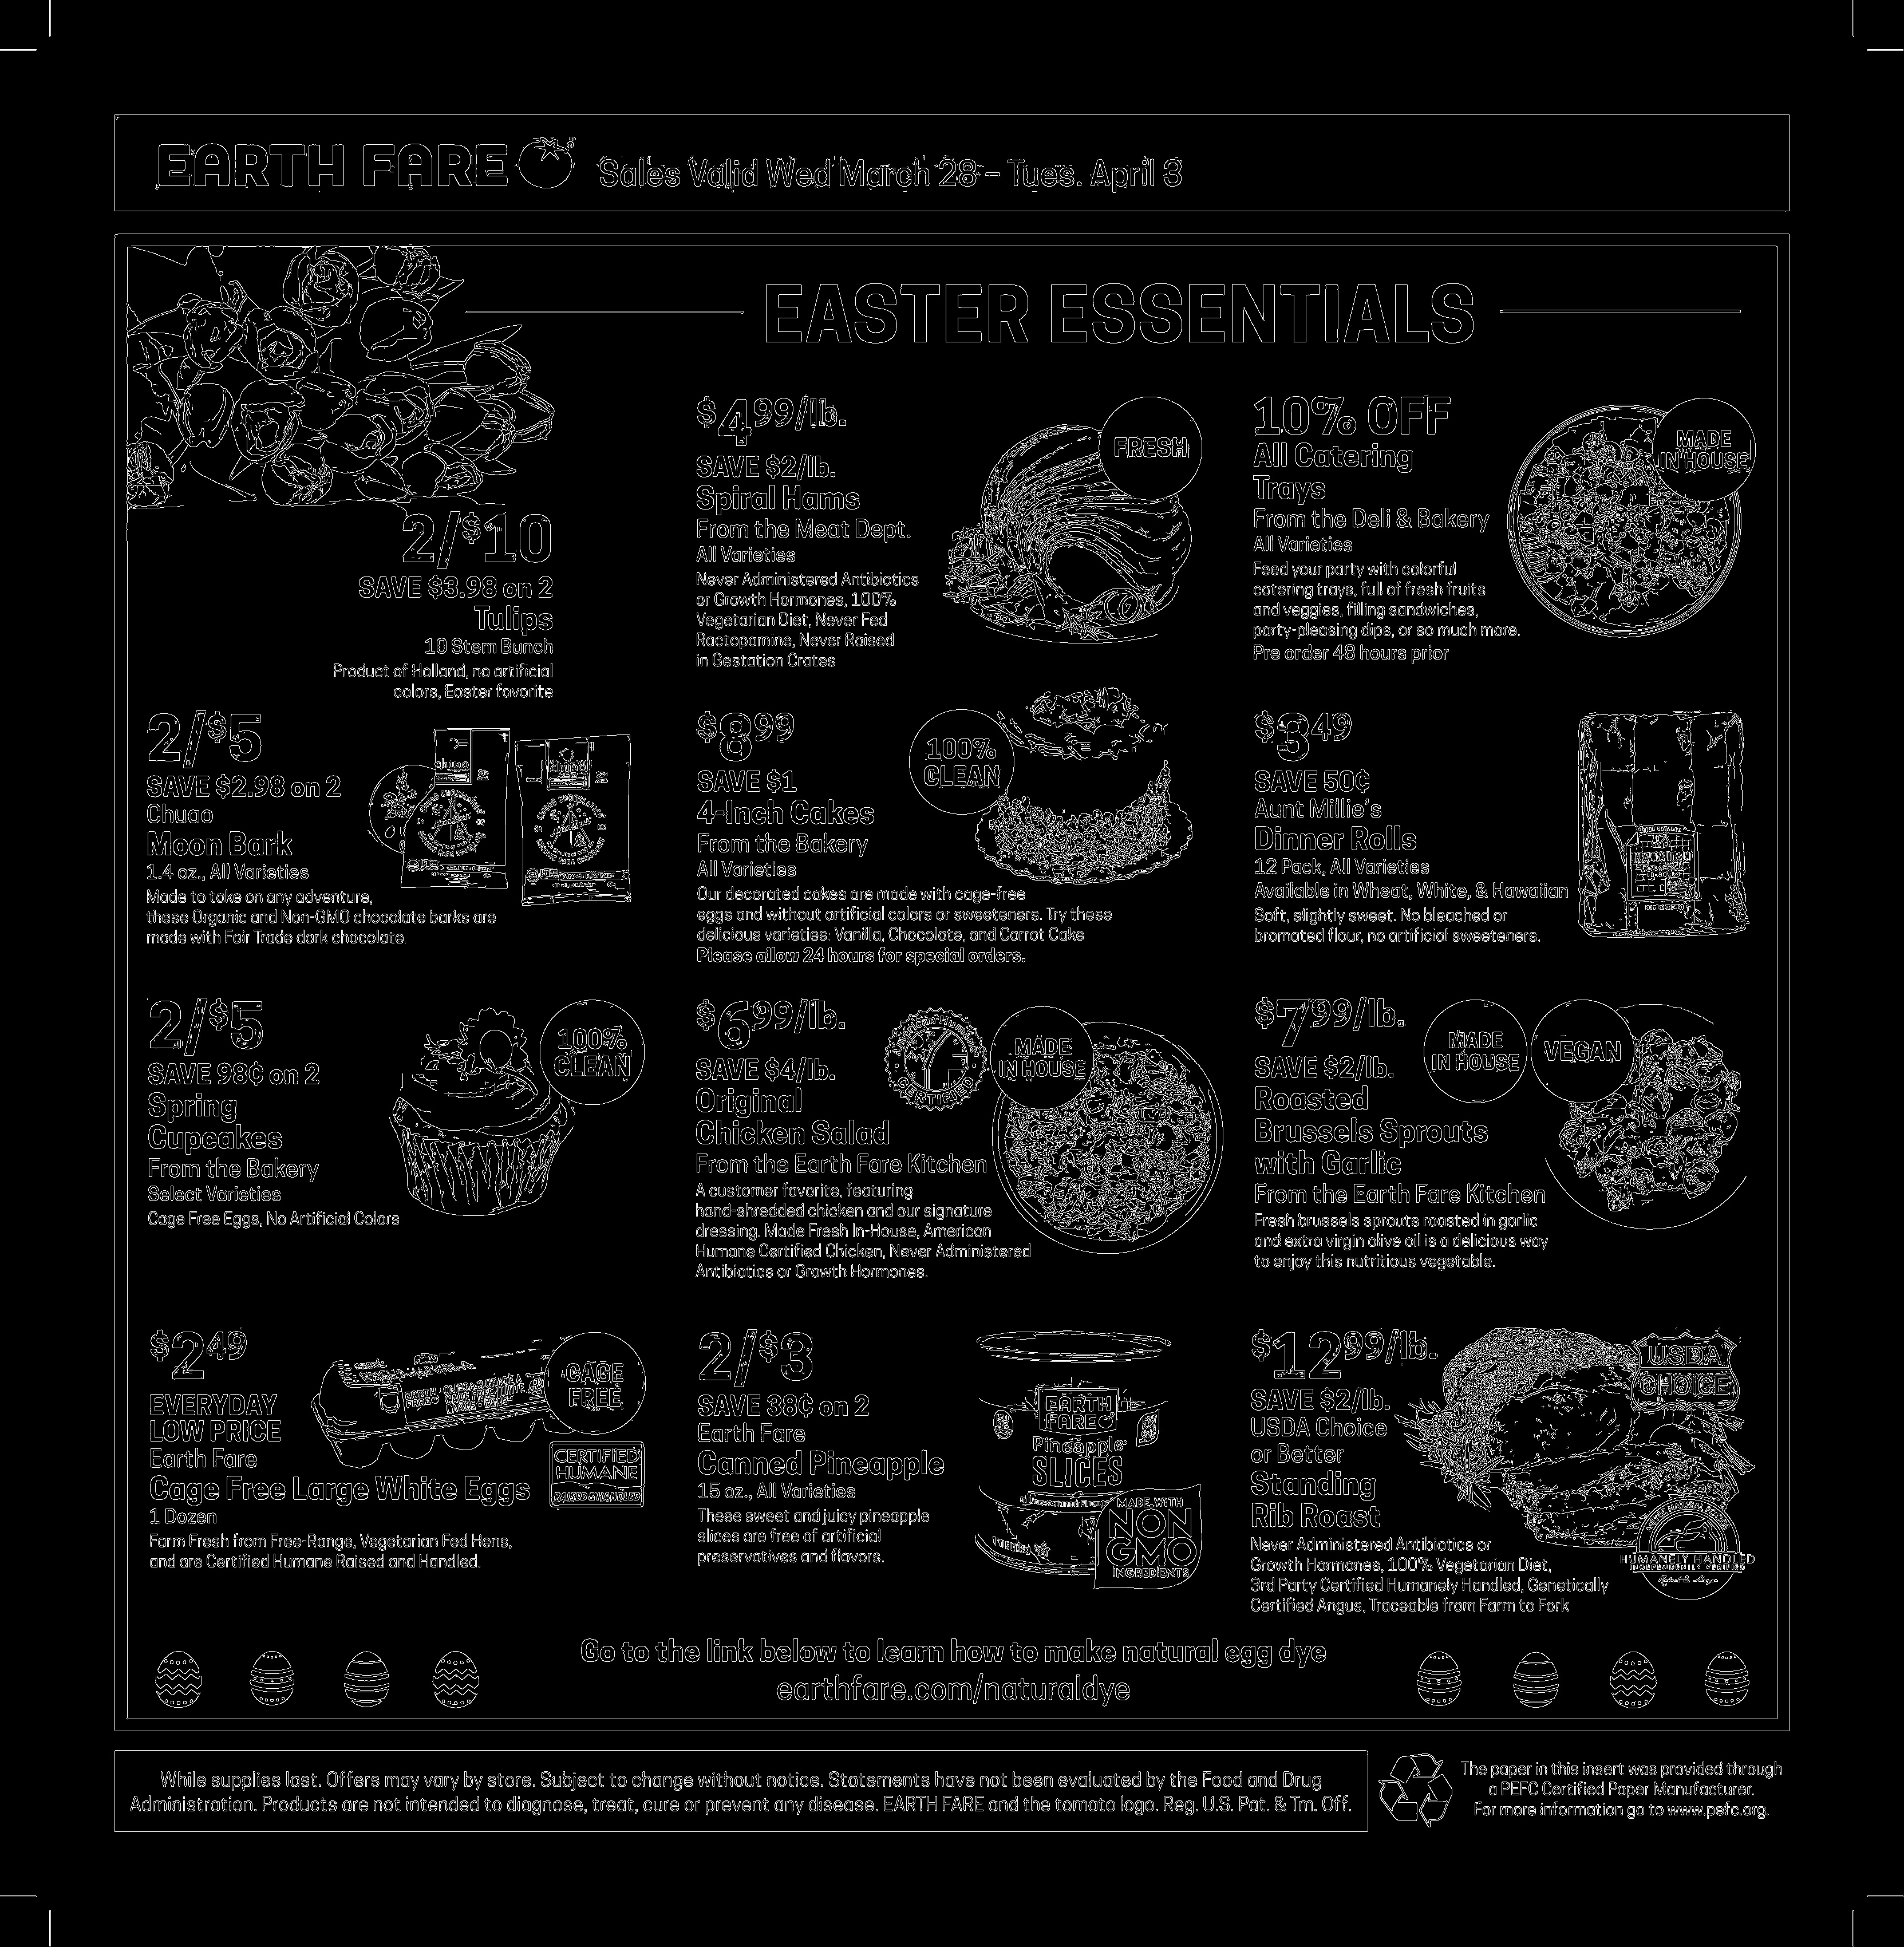 EARTH FARE Sales Valid Wed March 28 – Tues. April 3
EASTER ESSENTIALS
2/$10
SAVE $3.98 on 2
Tulips
10 Stem Bunch
Product of Holland, no artificial
colors, Easter favorite
$4.99/lb.
SAVE $2/lb.
Spiral Hams
From the Meat Dept.
All Varieties
Never Administered Antibiotics
or Growth Hormones, 100%
Vegetarian Diet, Never Fed
Ractopamine, Never Raised
in Gestation Crates
FRESH
10% OFF
All Catering
Trays
From the Deli & Bakery
All Varieties
Feed your party with colorful
catering trays, full of fresh fruits
and veggies, filling sandwiches,
party-pleasing dips, or so much more.
Pre order 48 hours prior
MADE
IN HOUSE
2/$5
SAVE $2.98 on 2
Chuao
Moon Bark
1.4 oz., All Varieties
Made to take on any adventure,
these Organic and Non-GMO chocolate barks are
made with Fair Trade dark chocolate.
chuao
chuao
$8.99
SAVE $1
4-Inch Cakes
From the Bakery
All Varieties
Our decorated cakes are made with cage-free
eggs and without artificial colors or sweeteners. Try these
delicious varieties: Vanilla, Chocolate, and Carrot Cake
Please allow 24 hours for special orders.
100%
CLEAN
$3.49
SAVE 50¢
Aunt Millie's
Dinner Rolls
12 Pack, All Varieties
Available in Wheat, White, & Hawaiian
Soft, slightly sweet. No bleached or
bromated flour, no artificial sweeteners.
2/$5
SAVE 98¢ on 2
Spring
Cupcakes
From the Bakery
Select Varieties
Cage Free Eggs, No Artificial Colors
100%
CLEAN
$6.99/lb.
SAVE $4/lb.
Original
Chicken Salad
From the Earth Fare Kitchen
A customer favorite, featuring
hand-shredded chicken and our signature
dressing. Made Fresh In-House, American
Humane Certified Chicken, Never Administered
Antibiotics or Growth Hormones.
American Humane
CERTIFIED
MADE
IN HOUSE
$7.99/lb.
SAVE $2/lb.
Roasted
Brussels Sprouts
with Garlic
From the Earth Fare Kitchen
Fresh brussels sprouts roasted in garlic
and extra virgin olive oil is a delicious way
to enjoy this nutritious vegetable.
MADE
IN HOUSE
VEGAN
$2.49
EVERYDAY
LOW PRICE
Earth Fare
Cage Free Large White Eggs
1 Dozen
Farm Fresh from Free-Range, Vegetarian Fed Hens,
and are Certified Humane Raised and Handled.
CAGE
FREE
CERTIFIED
HUMANE
RAISED & HANDLED
2/$3
SAVE 38¢ on 2
Earth Fare
Canned Pineapple
15 oz., All Varieties
These sweet and juicy pineapple
slices are free of artificial
preservatives and flavors.
EARTH
FARE
Pineapple
SLICES
MADE WITH
NON
GMO
INGREDIENTS
$12.99/lb.
SAVE $2/lb.
USDA Choice
or Better
Standing
Rib Roast
Never Administered Antibiotics or
Growth Hormones, 100% Vegetarian Diet,
3rd Party Certified Humanely Handled, Genetically
Certified Angus, Traceable from Farm to Fork
USDA
CHOICE
HUMANELY HANDLED
INDEPENDENTLY VERIFIED
Go to the link below to learn how to make natural egg dye
earthfare.com/naturaldye
While supplies last. Offers may vary by store. Subject to change without notice. Statements have not been evaluated by the Food and Drug
Administration. Products are not intended to diagnose, treat, cure or prevent any disease. EARTH FARE and the tomato logo. Reg. U.S. Pat. & Tm. Off.
The paper in this insert was provided through
a PEFC Certified Paper Manufacturer.
For more information go to www.pefc.org.